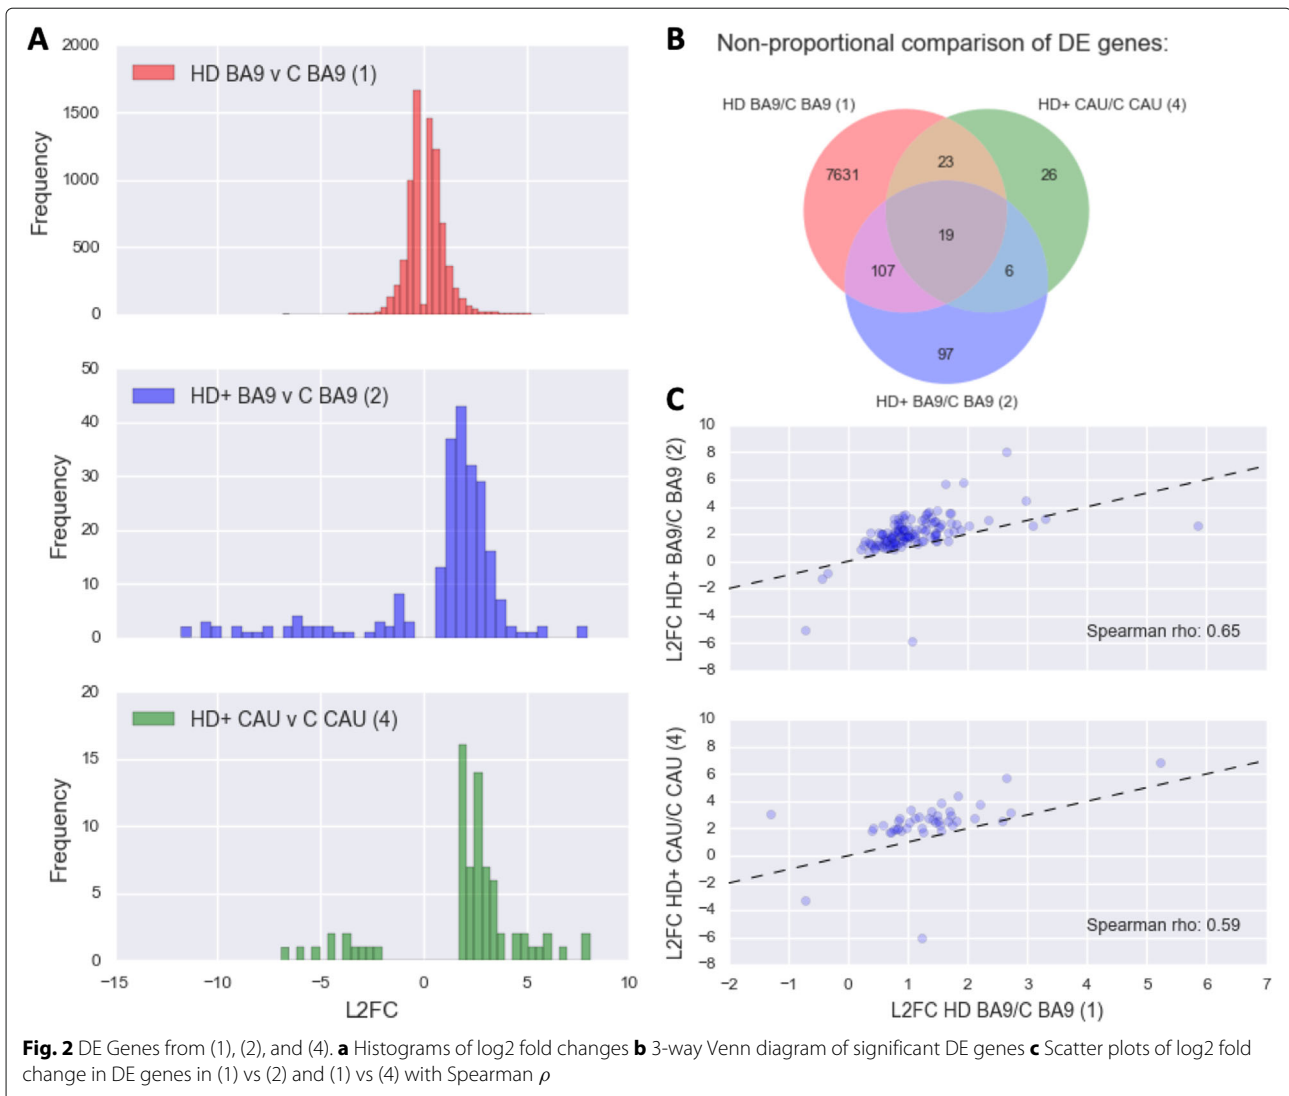 A
2000
1500
1000
500
0
Frequency
HD BA9 v C BA9 (1)
50
40
30
20
10
0
Frequency
HD+ BA9 v C BA9 (2)
20
15
10
5
0
Frequency
HD+ CAU v C CAU (4)
−15 −10 −5 0 5 10
L2FC
B Non-proportional comparison of DE genes:
HD BA9/C BA9 (1)
HD+ CAU/C CAU (4)
7631
23
26
19
107
6
97
HD+ BA9/C BA9 (2)
C
10
8
6
4
2
0
−2
−4
−6
−8
L2FC HD+ BA9/C BA9 (2)
Spearman rho: 0.65
10
8
6
4
2
0
−2
−4
−6
−8
L2FC HD+ CAU/C CAU (4)
Spearman rho: 0.59
−2 −1 0 1 2 3 4 5 6 7
L2FC HD BA9/C BA9 (1)
Fig. 2 DE Genes from (1), (2), and (4). a Histograms of log2 fold changes b 3-way Venn diagram of significant DE genes c Scatter plots of log2 fold
change in DE genes in (1) vs (2) and (1) vs (4) with Spearman ρ